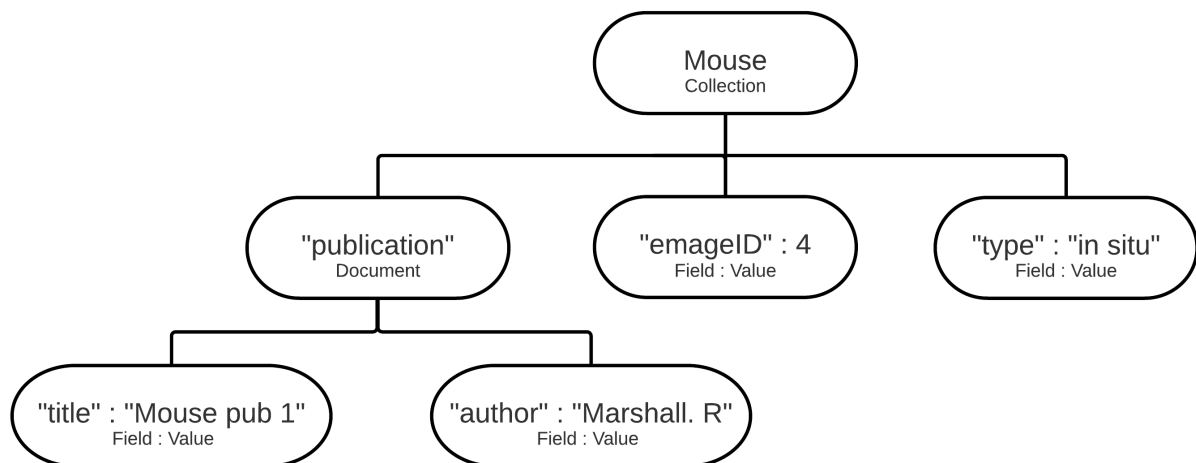 Mouse
Collection
"publication"
Document
"emageID" : 4
Field : Value
"type" : "in situ"
Field : Value
"title" : "Mouse pub 1"
Field : Value
"author" : "Marshall. R"
Field : Value